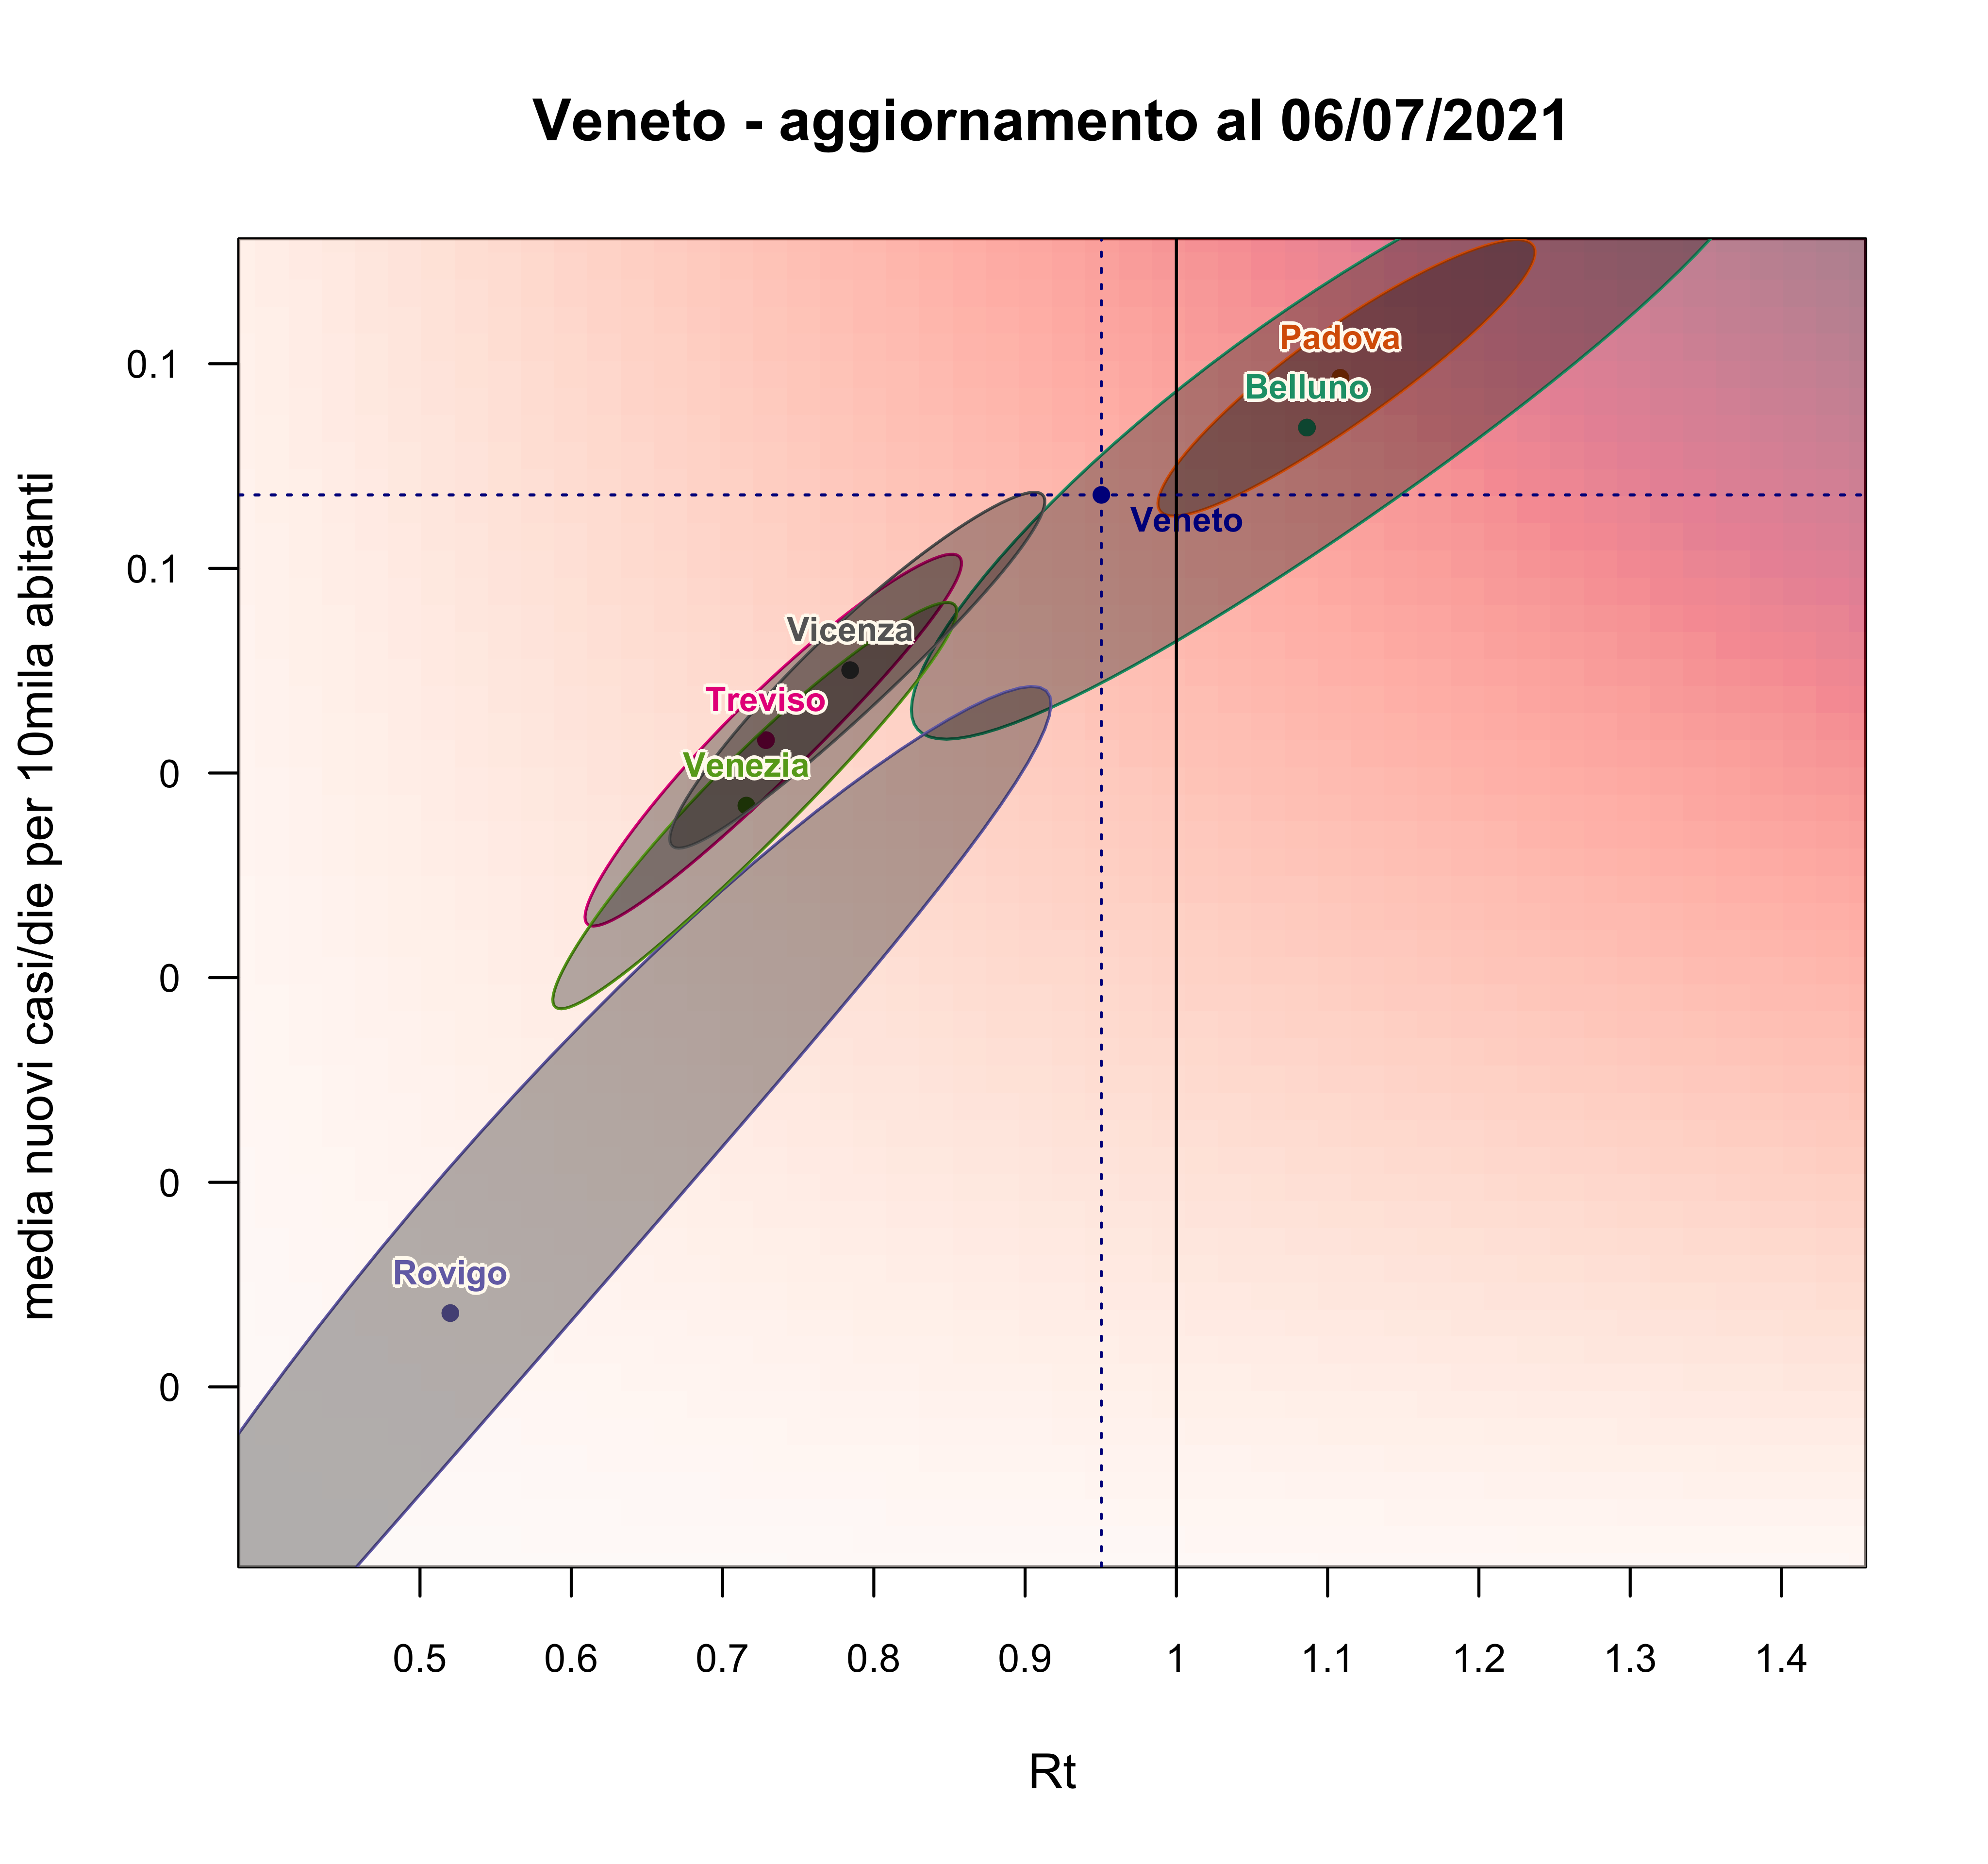 Veneto - aggiornamento al 06/07/2021
media nuovi casi/die per 10mila abitanti
0.1
0.1
0
0
0
0
Padova
Belluno
Veneto
Vicenza
Treviso
Venezia
Rovigo
0.5 0.6 0.7 0.8 0.9 1 1.1 1.2 1.3 1.4
Rt